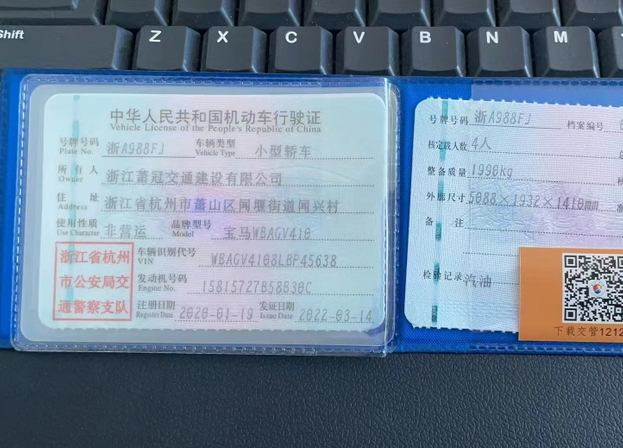 Shift
Z X C V B N M
中华人民共和国机动车行驶证
Vehicle License of the People's Republic of China
号牌号码 浙A988FJ 车辆类型 小型轿车
Plate No. Vehicle Type
所有人 浙江萧冠交通建设有限公司
Owner
住址 浙江省杭州市萧山区闻堰街道闻兴村
Address
使用性质 非营运 品牌型号 宝马WBAGV410
Use Character Model
浙江省杭州
市公安局交
通警察支队
车辆识别代号 WBAGV4108LBP45638
VIN
发动机号码 15815727B58B30C
Engine No.
注册日期 2020-01-19 发证日期 2022-03-14
Register Date Issue Date
号牌号码 浙A988FJ 档案编号
核定载人数 4人
整备质量 1990Kg
外廓尺寸 5088×1932×1410
备注
检验记录 汽油
下载交管1212